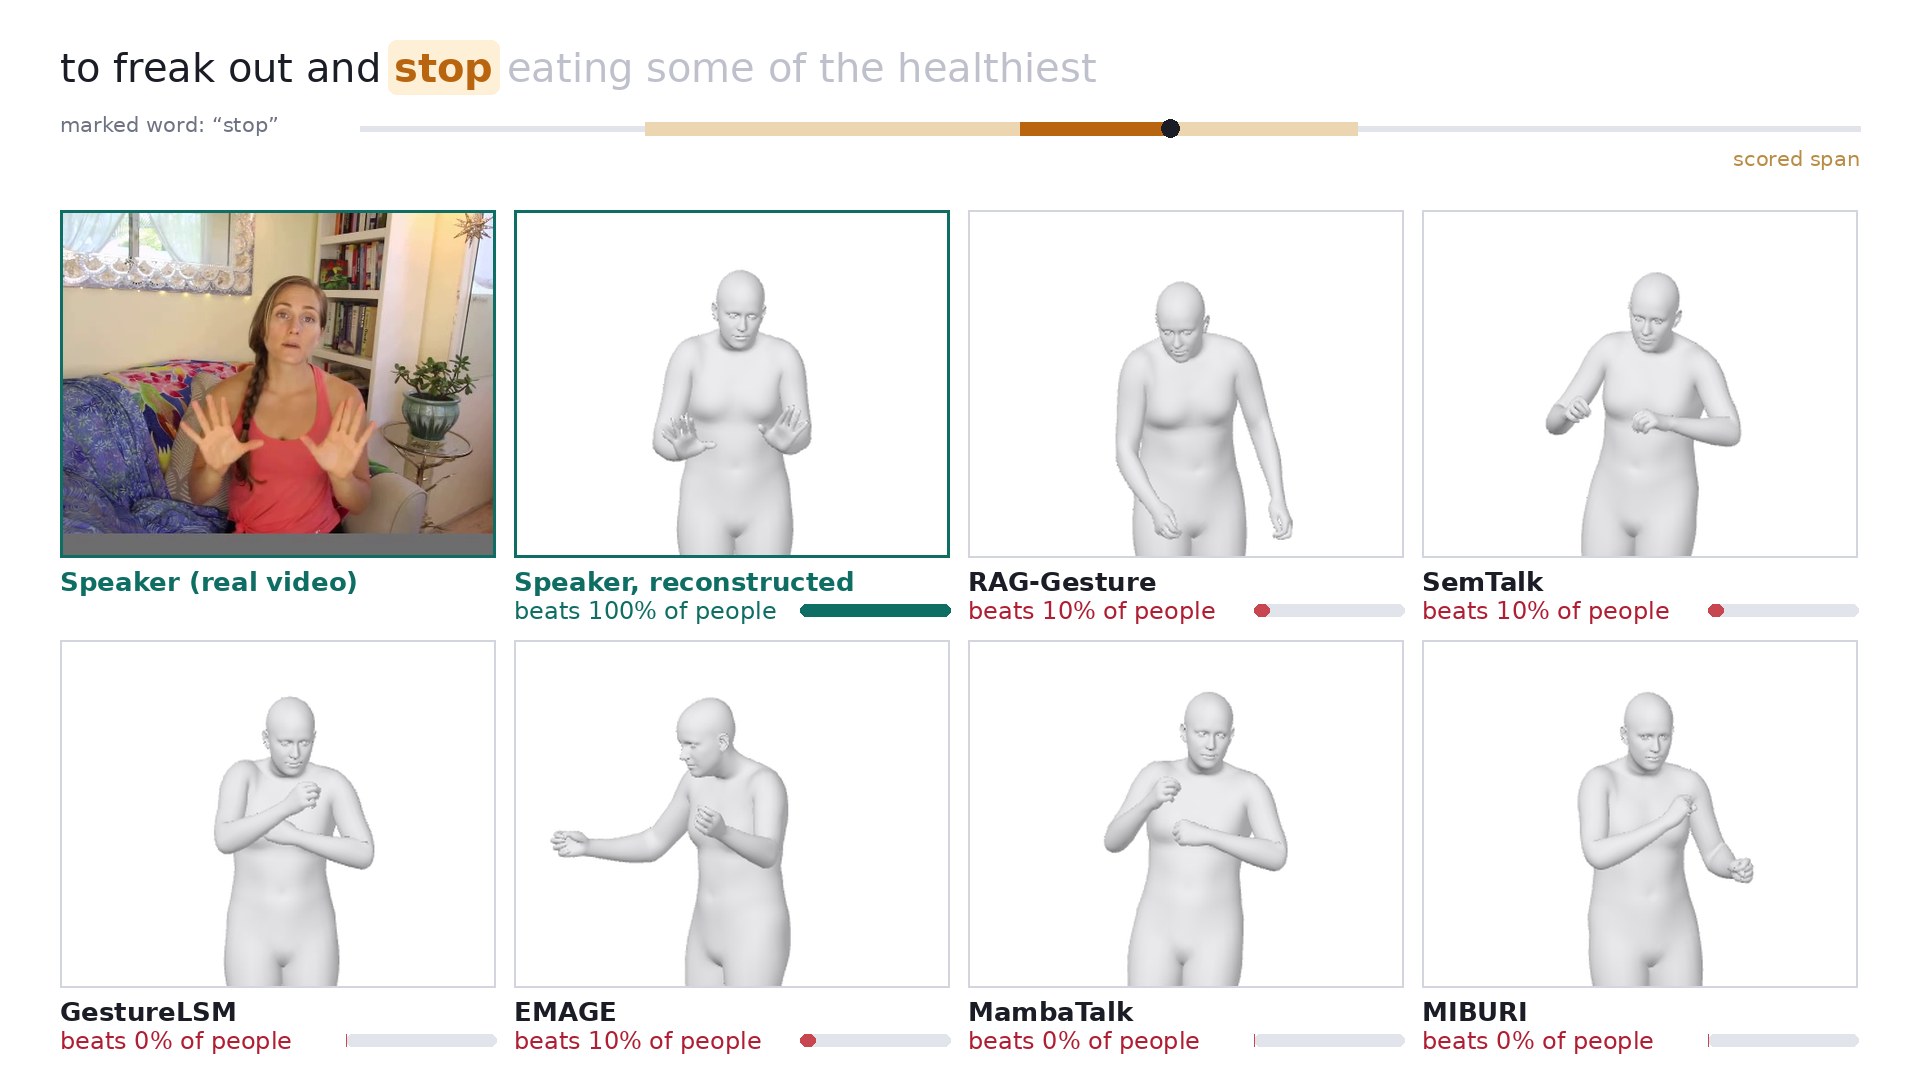 to freak out and stop eating some of the healthiest
marked word: “stop”
scored span
Speaker (real video)
Speaker, reconstructed
beats 100% of people
RAG-Gesture
beats 10% of people
SemTalk
beats 10% of people
GestureLSM
beats 0% of people
EMAGE
beats 10% of people
MambaTalk
beats 0% of people
MIBURI
beats 0% of people